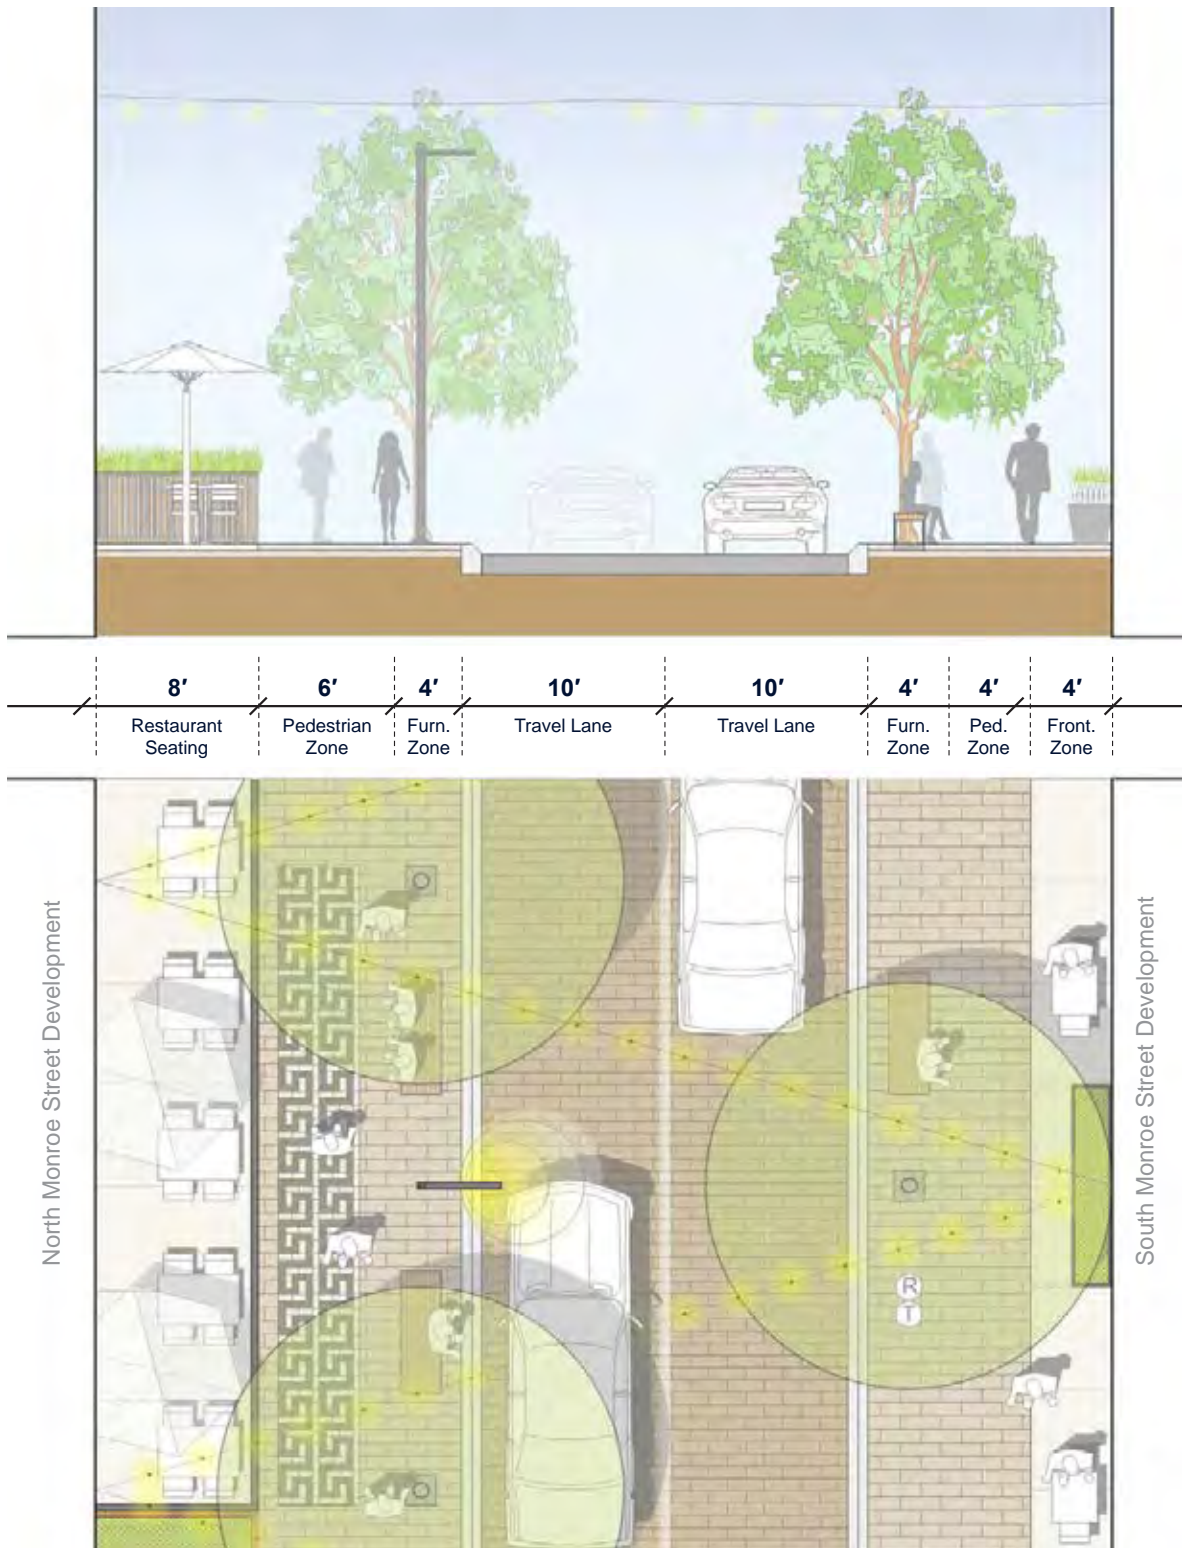 8′ 6′ 4′ 10′ 10′ 4′ 4′ 4′
Restaurant Seating
Pedestrian Zone
Furn. Zone
Travel Lane
Travel Lane
Furn. Zone
Ped. Zone
Front. Zone
North Monroe Street Development
South Monroe Street Development
R
T